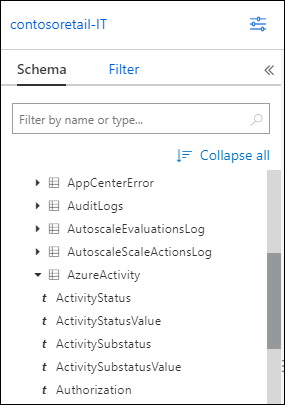 contosoretail-IT
Schema Filter
Filter by name or type...
Collapse all
AppCenterError
AuditLogs
AutoscaleEvaluationsLog
AutoscaleScaleActionsLog
AzureActivity
t ActivityStatus
t ActivityStatusValue
t ActivitySubstatus
t ActivitySubstatusValue
t Authorization